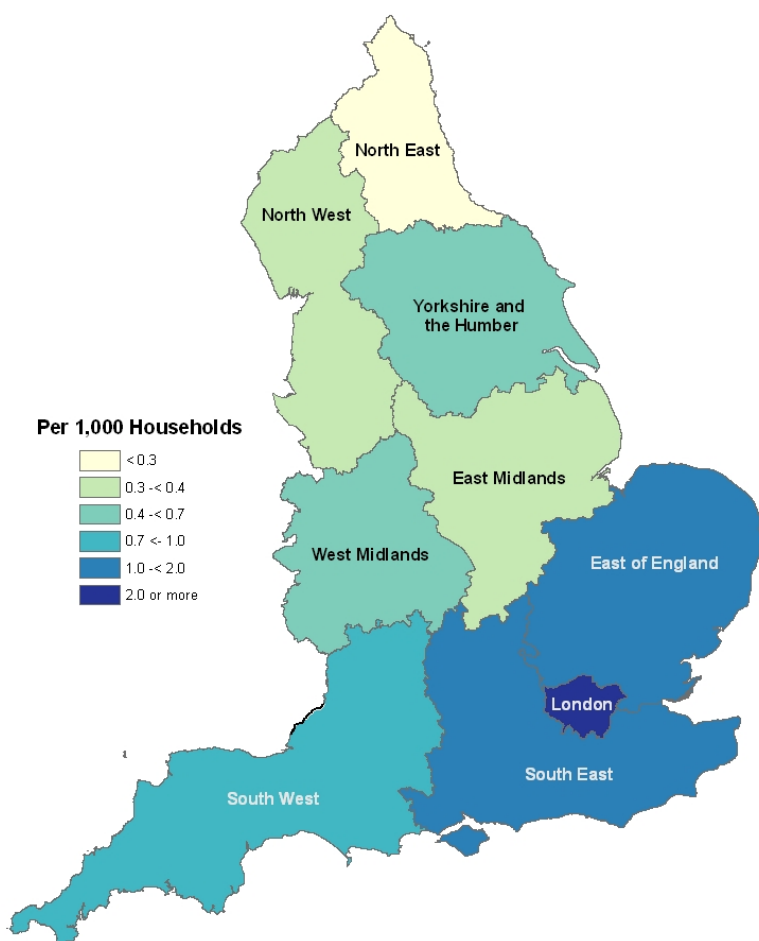 North East
North West
Yorkshire and
the Humber
Per 1,000 Households
< 0.3
0.3 -< 0.4
0.4 -< 0.7
0.7 <- 1.0
1.0 -< 2.0
2.0 or more
East Midlands
West Midlands
East of England
London
South East
South West